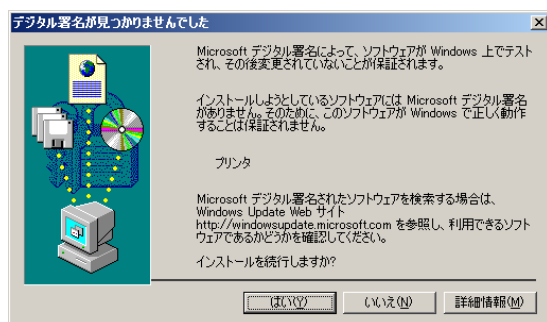 デジタル署名が見つかりませんでした
Microsoft デジタル署名によって、ソフトウェアが Windows 上でテスト
され、その後変更されていないことが保証されます。
インストールしようとしているソフトウェアには Microsoft デジタル署名
がありません。そのために、このソフトウェアが Windows で正しく動作
することは保証されません。
プリンタ
Microsoft デジタル署名されたソフトウェアを検索する場合は、
Windows Update Web サイト
http://windowsupdate.microsoft.com を参照し、利用できるソフト
ウェアであるかどうかを確認してください。
インストールを続行しますか?
はい(Y) いいえ(N) 詳細情報(M)